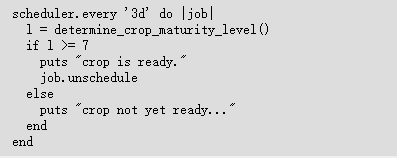 scheduler.every '3d' do |job|
  l = determine_crop_maturity_level()
  if l >= 7
    puts "crop is ready."
    job.unschedule
  else
    puts "crop not yet ready..."
  end
end